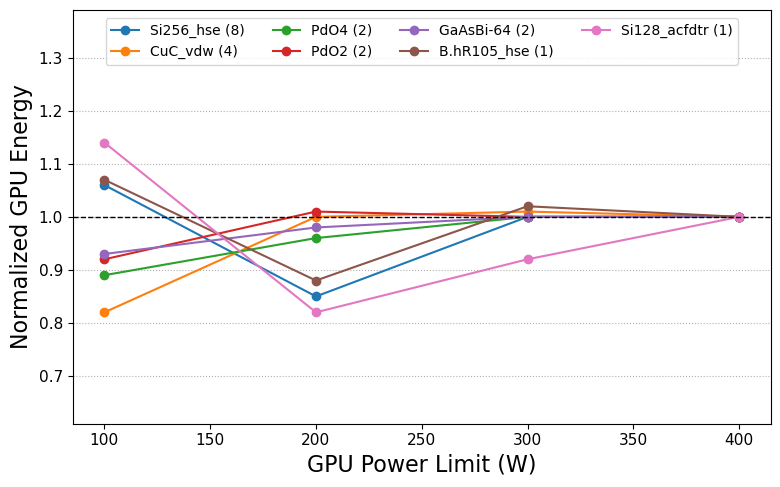 Si256_hse (8)
CuC_vdw (4)
PdO4 (2)
PdO2 (2)
GaAsBi-64 (2)
B.hR105_hse (1)
Si128_acfdtr (1)
Normalized GPU Energy
1.3
1.2
1.1
1.0
0.9
0.8
0.7
100
150
200
250
300
350
400
GPU Power Limit (W)